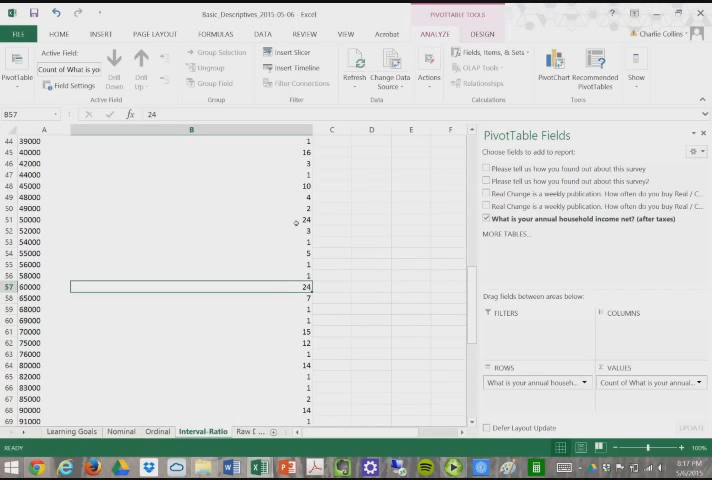 Basic_Descriptives_2015-05-06 - Excel
PIVOTTABLE TOOLS
FILE HOME INSERT PAGE LAYOUT FORMULAS DATA REVIEW VIEW Acrobat ANALYZE DESIGN Charlie Collins
Active Field:
Count of What is yo
Field Settings
PivotTable
Drill Down
Drill Up
Active Field
Group Selection
Ungroup
Group Field
Group
Insert Slicer
Insert Timeline
Filter Connections
Filter
Refresh Change Data Source
Data
Actions
Fields, Items, & Sets
OLAP Tools
Relationships
Calculations
PivotChart Recommended PivotTables
Tools
Show
B57 fx 24
A B C D E F
44 39000 1
45 40000 16
46 42000 3
47 44000 1
48 45000 10
49 48000 4
50 49000 2
51 50000 24
52 52000 3
53 54000 1
54 55000 5
55 56000 1
56 58000 1
57 60000 24
58 65000 7
59 68000 1
60 69000 1
61 70000 15
62 75000 12
63 76000 1
64 80000 14
65 82000 1
66 83000 1
67 85000 2
68 90000 14
69 91000 1
PivotTable Fields
Choose fields to add to report:
Please tell us how you found out about this survey
Please tell us how you found out about this survey2
Real Change is a weekly publication. How often do you buy Real / C...
Real Change is a weekly publication. How often do you buy Real / C...
What is your annual household income net? (after taxes)
MORE TABLES...
Drag fields between areas below:
FILTERS
COLUMNS
ROWS
VALUES
What is your annual househ...
Count of What is your annual...
Defer Layout Update
UPDATE
Learning Goals Nominal Ordinal Interval-Ratio Raw D ...
READY
100%
8:17 PM
5/6/2015